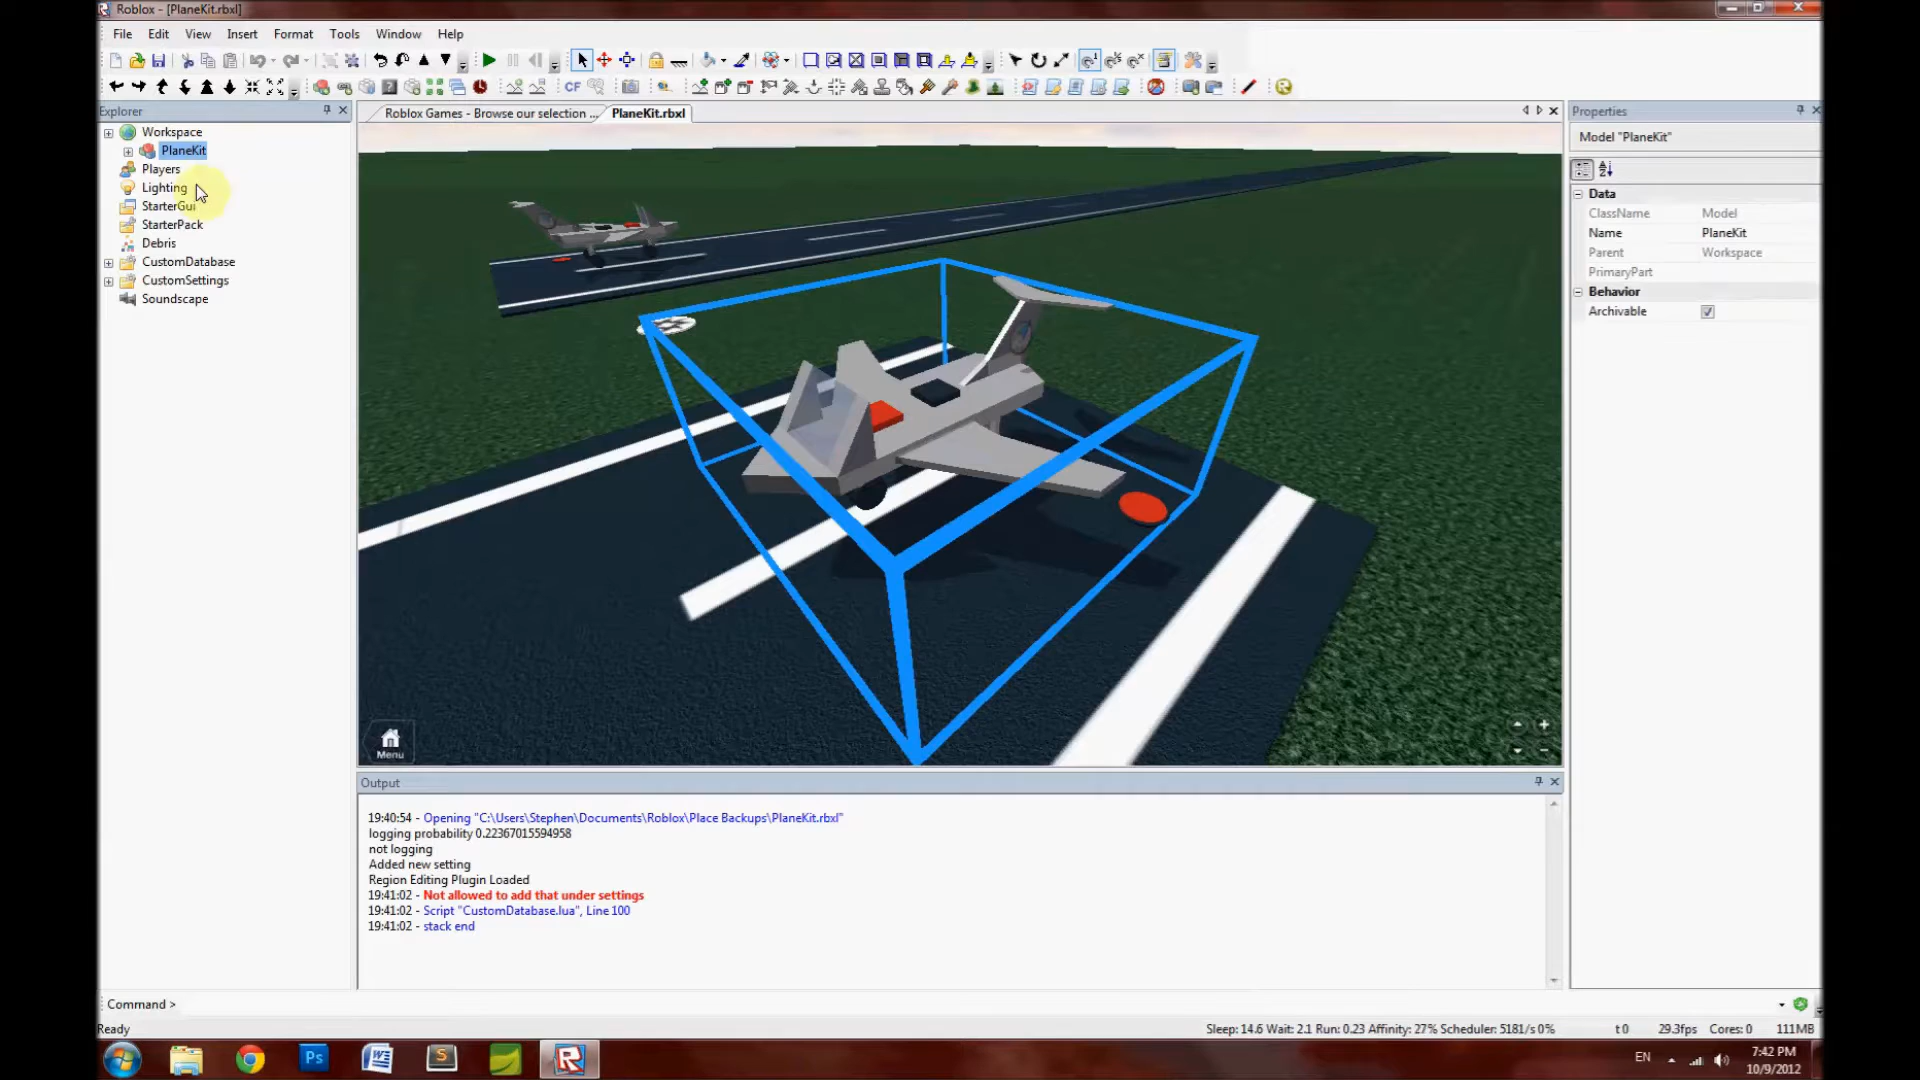 Roblox - [PlaneKit.rbxl]
File Edit View Insert Format Tools Window Help
CF
Explorer
Workspace
PlaneKit
Players
Lighting
StarterGui
StarterPack
Debris
CustomDatabase
CustomSettings
Soundscape
Roblox Games - Browse our selection ... PlaneKit.rbxl
Menu
Properties
Model "PlaneKit"
Data
ClassName Model
Name PlaneKit
Parent Workspace
PrimaryPart
Behavior
Archivable
Output
19:40:54 - Opening "C:\Users\Stephen\Documents\Roblox\Place Backups\PlaneKit.rbxl"
logging probability 0.22367015594958
not logging
Added new setting
Region Editing Plugin Loaded
19:41:02 - Not allowed to add that under settings
19:41:02 - Script "CustomDatabase.lua", Line 100
19:41:02 - stack end
Command >
Ready
Sleep: 14.6 Wait: 2.1 Run: 0.23 Affinity: 27% Scheduler: 5181/s 0% t 0 29.3fps Cores: 0 111MB
Ps
S
EN
7:42 PM
10/9/2012